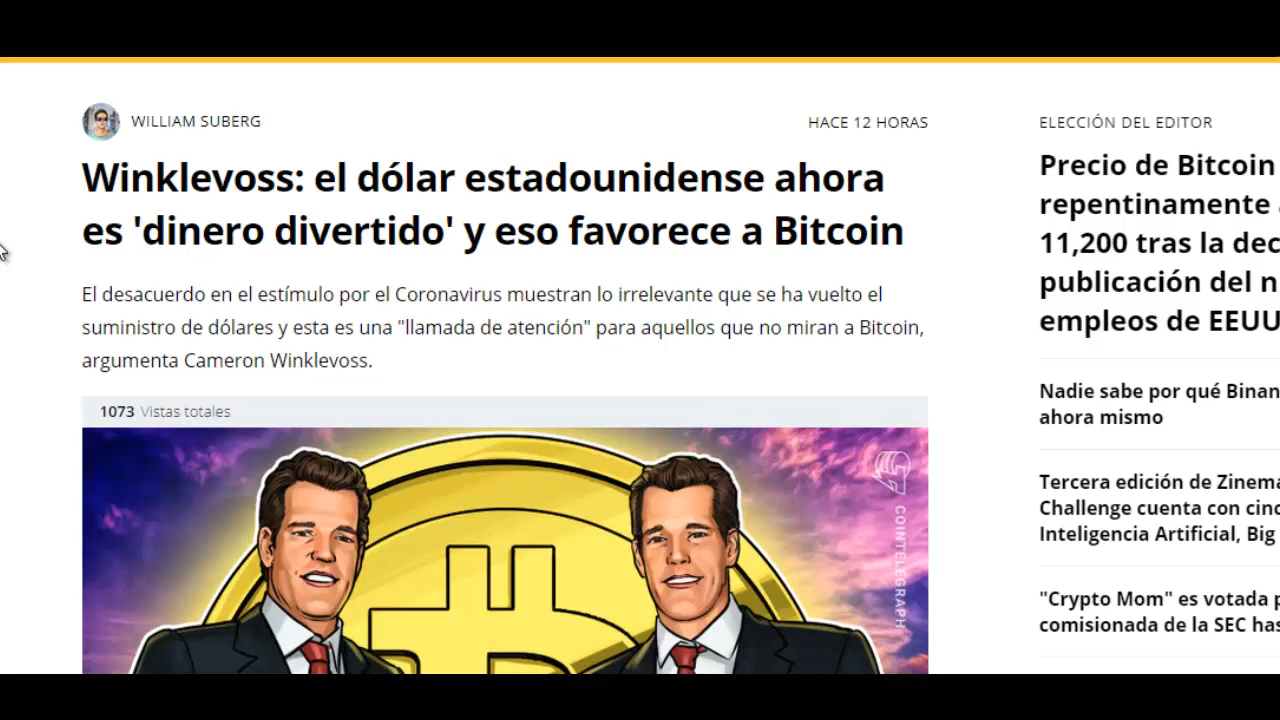 WILLIAM SUBERG
HACE 12 HORAS
Winklevoss: el dólar estadounidense ahora
es 'dinero divertido' y eso favorece a Bitcoin
El desacuerdo en el estímulo por el Coronavirus muestran lo irrelevante que se ha vuelto el
suministro de dólares y esta es una "llamada de atención" para aquellos que no miran a Bitcoin,
argumenta Cameron Winklevoss.
1073 Vistas totales
COINTELEGRAPH
ELECCIÓN DEL EDITOR
Precio de Bitcoin
repentinamente
11,200 tras la dec
publicación del n
empleos de EEUU
Nadie sabe por qué Binan
ahora mismo
Tercera edición de Zinema
Challenge cuenta con cinc
Inteligencia Artificial, Big
"Crypto Mom" es votada p
comisionada de la SEC has